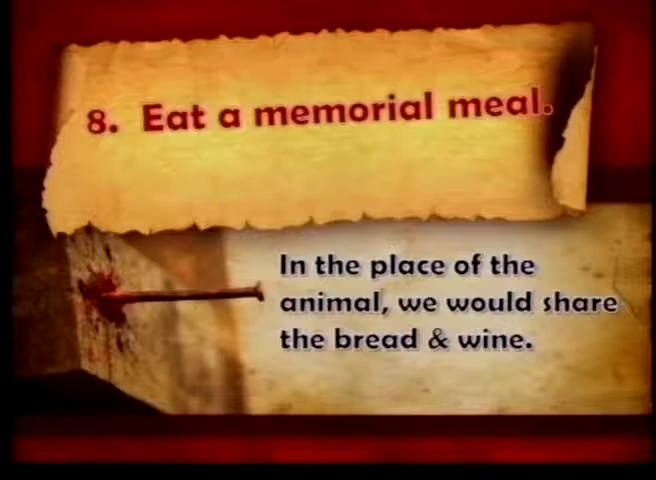 8. Eat a memorial meal.
In the place of the
animal, we would share
the bread & wine.